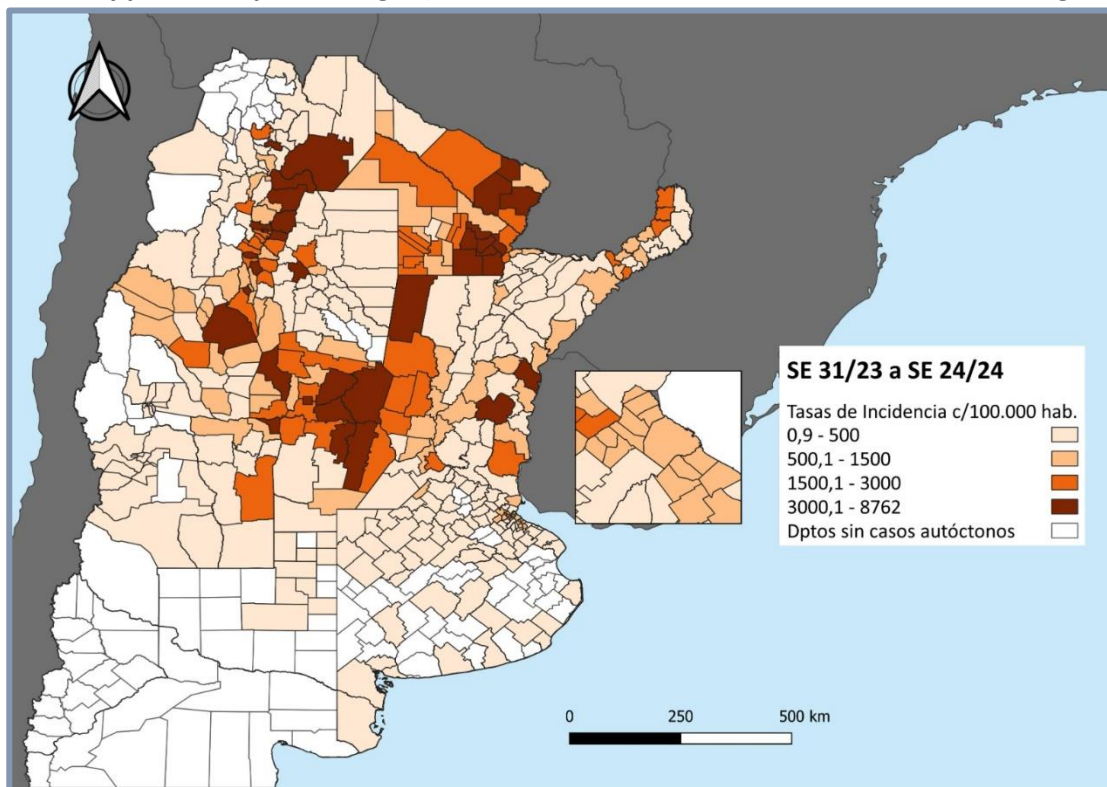 SE 31/23 a SE 24/24
Tasas de Incidencia c/100.000 hab.
0,9 - 500
500,1 - 1500
1500,1 - 3000
3000,1 - 8762
Dptos sin casos autóctonos
0 250 500 km